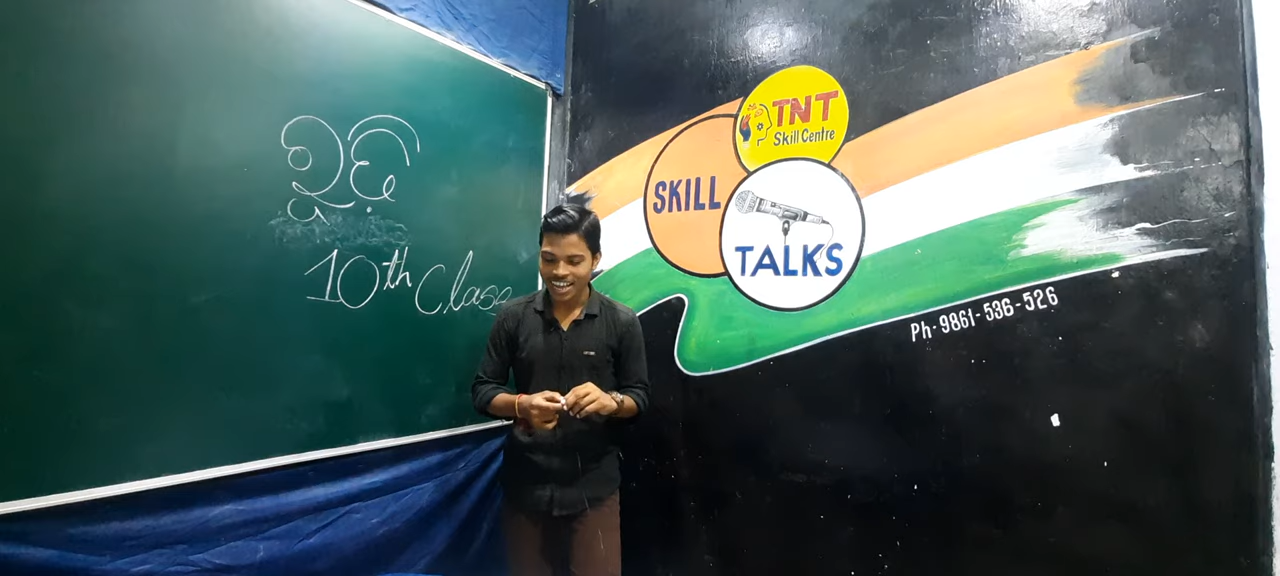 10th Class
TNT
Skill Centre
SKILL
TALKS
Ph-9861-536-526